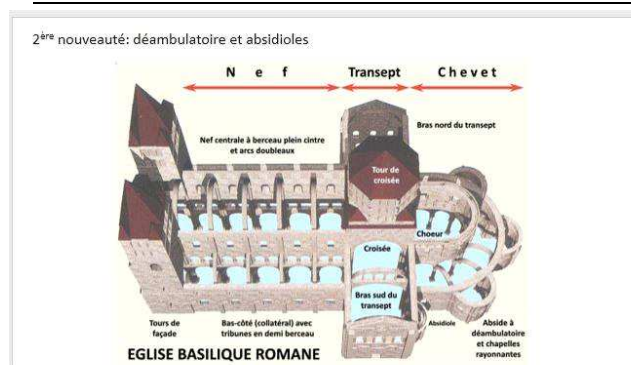 2ère nouveauté: déambulatoire et absidioles
N e f
Transept
C h e v e t
Nef centrale à berceau plein cintre
et arcs doubleaux
Bras nord du transept
Tour de
croisée
Choeur
Croisée
Bras sud du
transept
Tours de
façade
Bas-côté (collatéral) avec
tribunes en demi berceau
Absidiole
Abside à
déambulatoire
et chapelles
rayonnantes
EGLISE BASILIQUE ROMANE